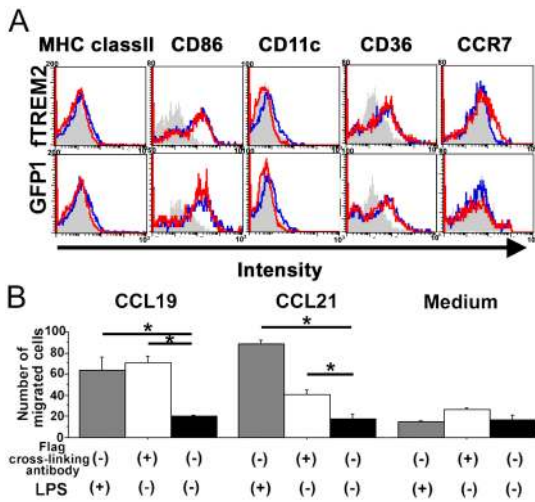 A
MHC classII CD86 CD11c CD36 CCR7
fTREM2
GFP1
Intensity
B
CCL19 CCL21 Medium
Number of
migrated cells
100
80
60
40
20
0
Flag
cross-linking
antibody
(-) (+) (-) (-) (+) (-) (-) (+) (-)
LPS (+) (-) (-) (+) (-) (-) (+) (-) (-)
* * * *